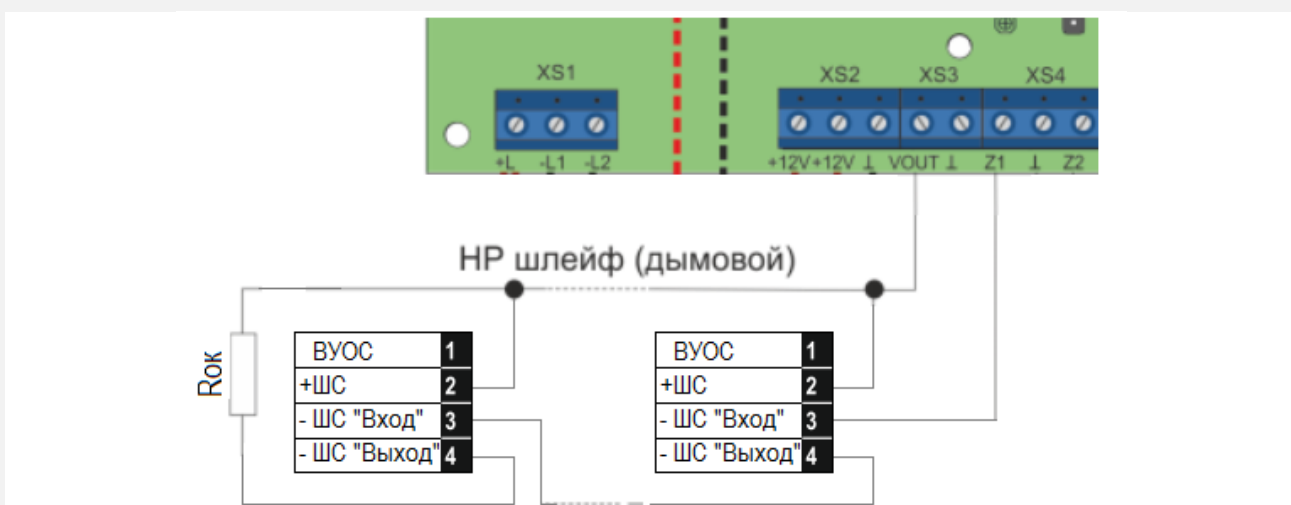 XS1 XS2 XS3 XS4
+L -L1 -L2 +12V +12V ⊥ VOUT ⊥ Z1 ⊥ Z2
НР шлейф (дымовой)
Rок
ВУОС 1
+ШС 2
- ШС "Вход" 3
- ШС "Выход" 4
ВУОС 1
+ШС 2
- ШС "Вход" 3
- ШС "Выход" 4